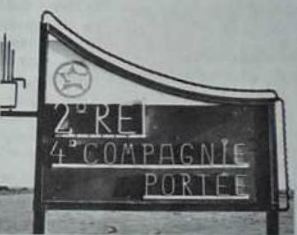 2° REI
4° COMPAGNIE
PORTÉE